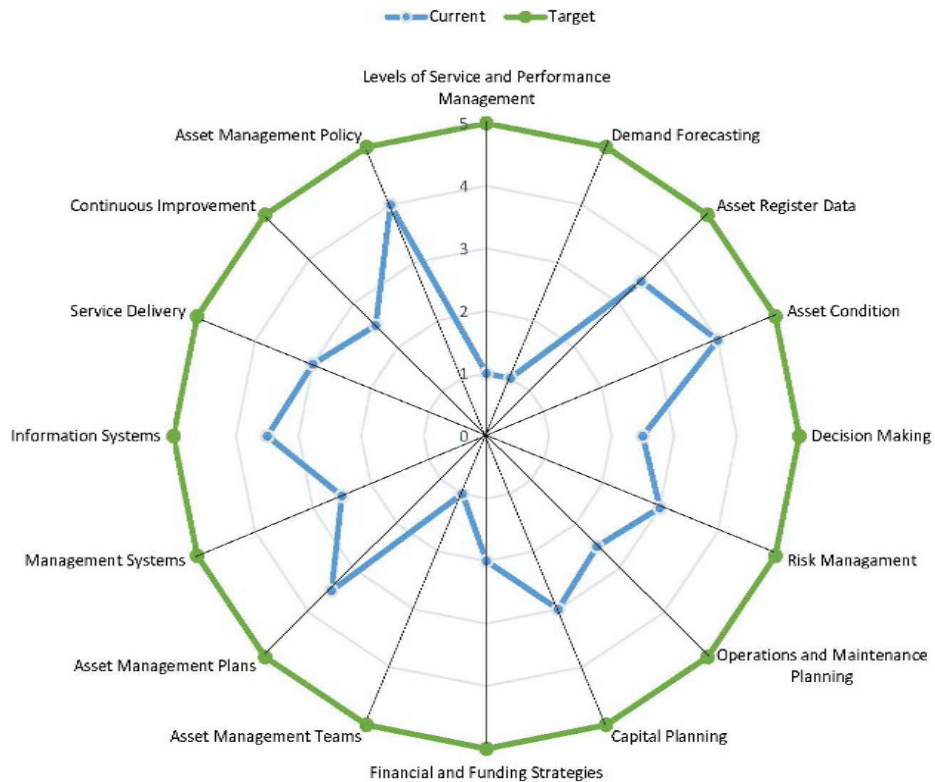 Current
Target
Levels of Service and Performance
Management
Asset Management Policy
Demand Forecasting
Continuous Improvement
Asset Register Data
Service Delivery
Asset Condition
Information Systems
Decision Making
Management Systems
Risk Managament
Asset Management Plans
Operations and Maintenance
Planning
Asset Management Teams
Capital Planning
Financial and Funding Strategies
5
4
3
2
1
0